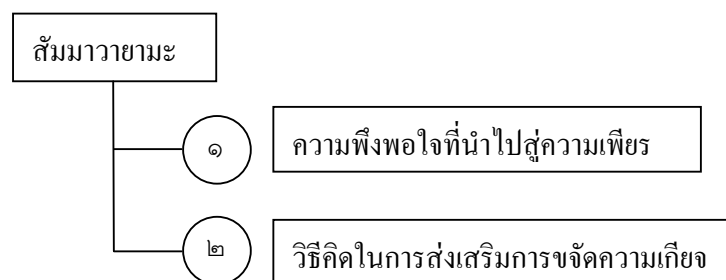 สัมมาวายามะ
๑
ความพึงพอใจที่นำไปสู่ความเพียร
๒
วิธีคิดในการส่งเสริมการขจัดความเกียจ